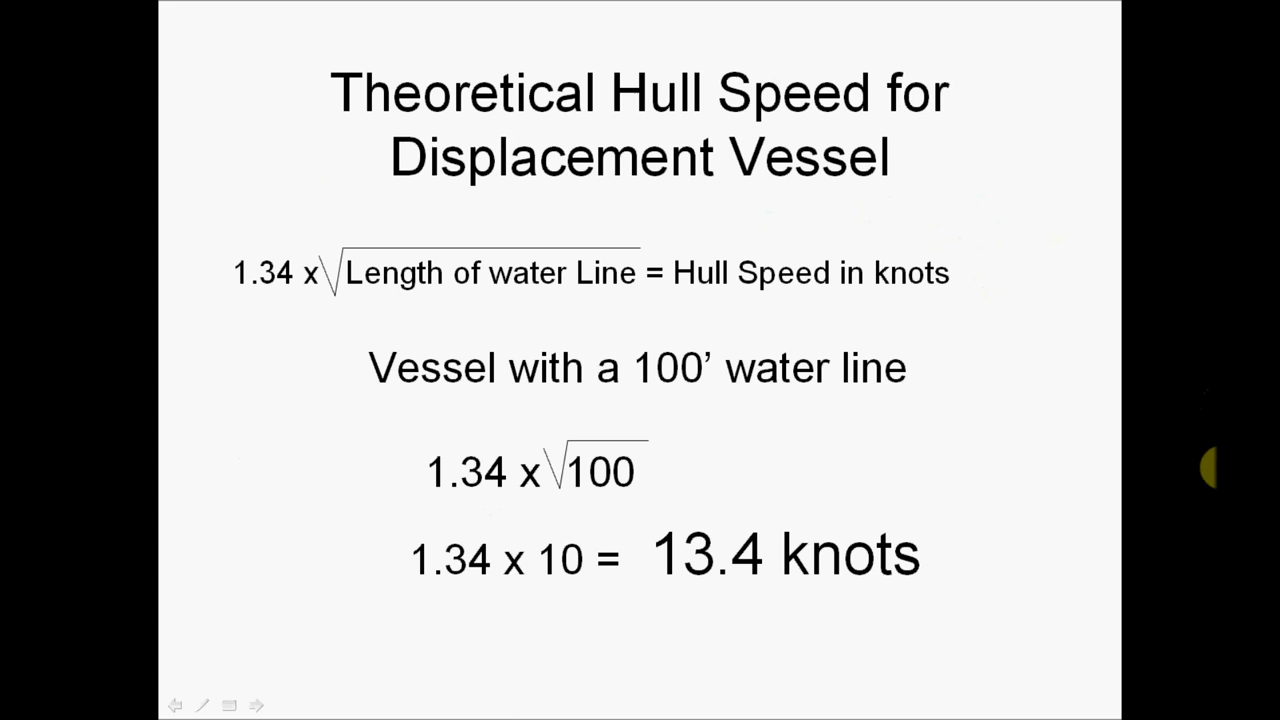 Theoretical Hull Speed for
Displacement Vessel
1.34 x√Length of water Line = Hull Speed in knots
Vessel with a 100’ water line
1.34 x√100
1.34 x 10 = 13.4 knots